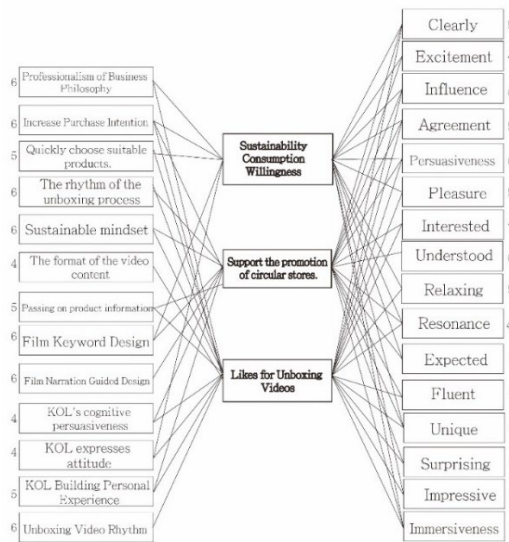 6 Professionalism of Business
Philosophy
6 Increase Purchase Intention
5 Quickly choose suitable
products.
6 The rhythm of the
unboxing process
6 Sustainable mindset
4 The format of the video
content
5 Passing on product information
6 Film Keyword Design
6 Film Narration Guided Design
4 KOL's cognitive
persuasiveness
4 KOL expresses
attitude
5 KOL Building Personal
Experience
6 Unboxing Video Rhythm
Sustainability
Consumption
Willingness
Support the promotion
of circular stores.
Likes for Unboxing
Videos
Clearly
Excitement
Influence
Agreement
Persuasiveness
Pleasure
Interested
Understood
Relaxing
Resonance
Expected
Fluent
Unique
Surprising
Impressive
Immersiveness